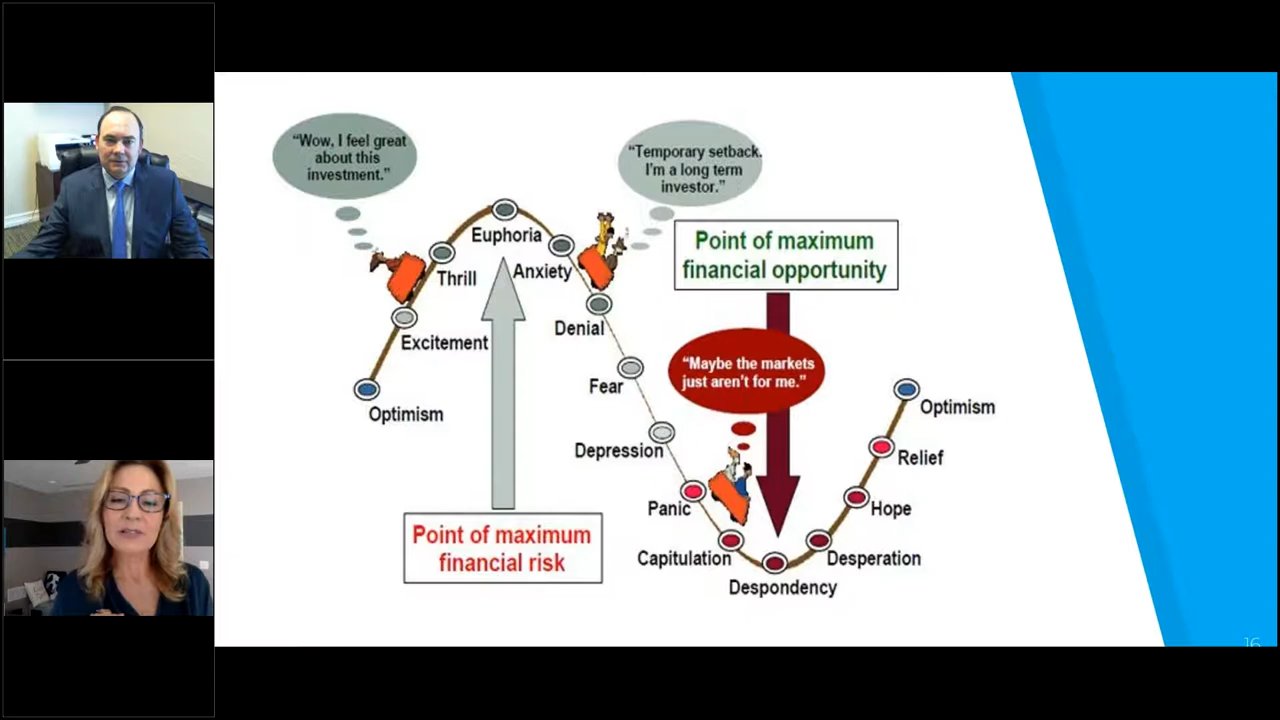 “Wow, I feel great
about this
investment.”
“Temporary setback.
I’m a long term
investor.”
Euphoria
Thrill
Anxiety
Point of maximum
financial opportunity
Excitement
Denial
“Maybe the markets
just aren’t for me.”
Fear
Optimism
Optimism
Depression
Relief
Panic
Hope
Point of maximum
financial risk
Capitulation
Desperation
Despondency
16